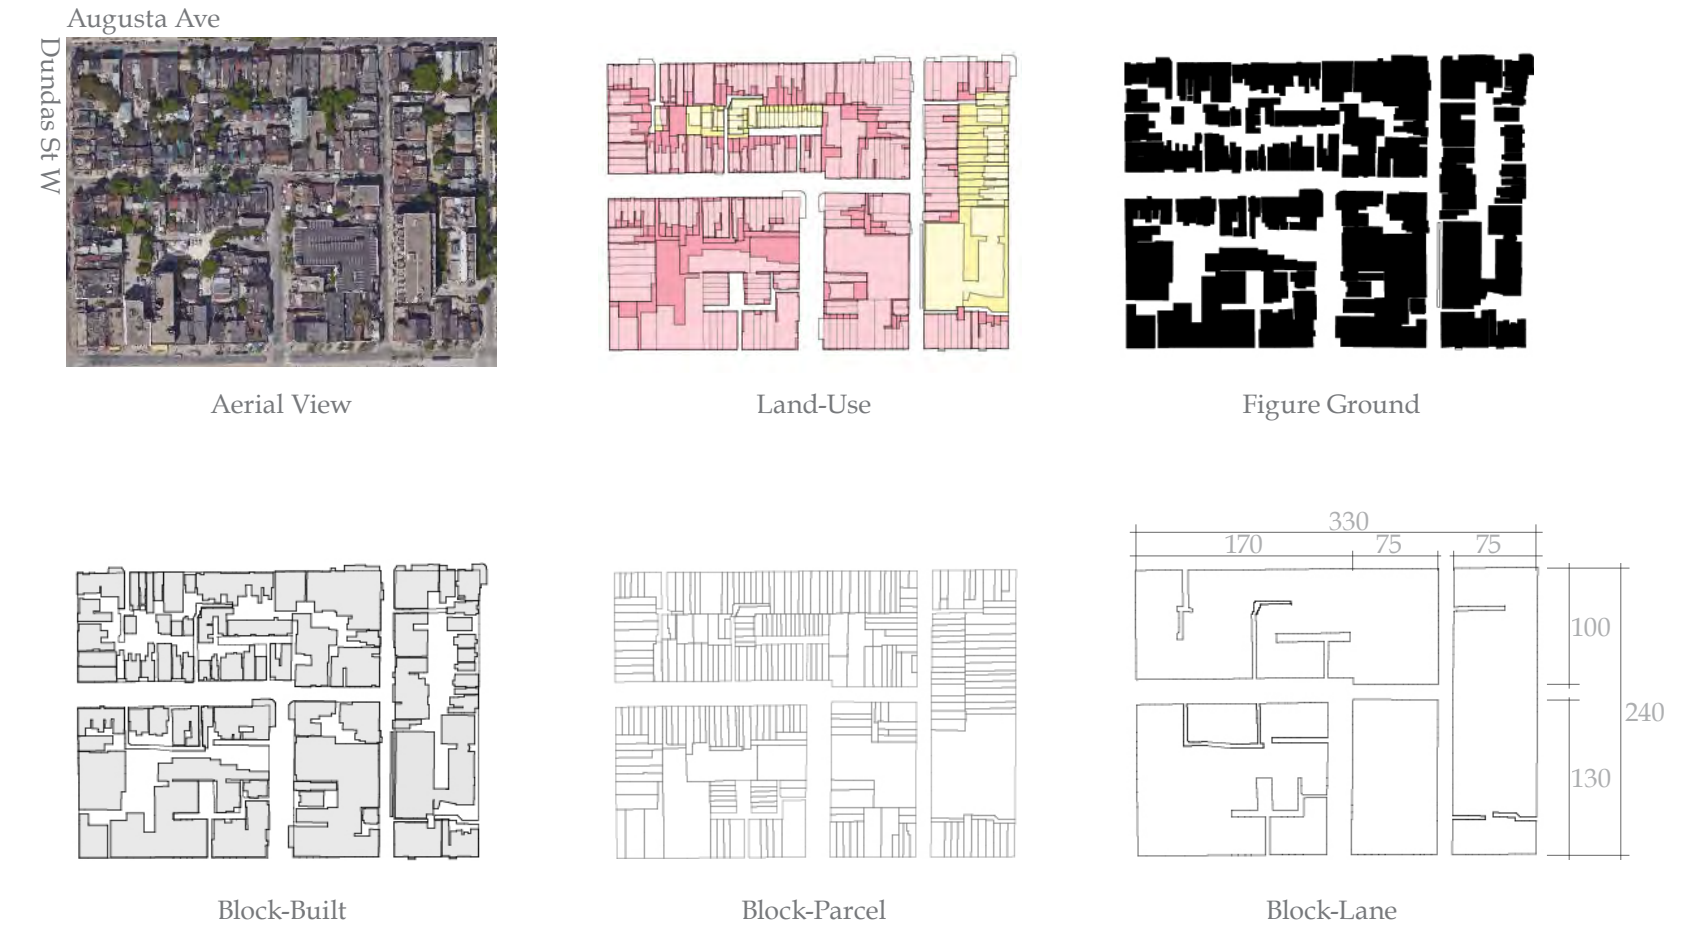 Augusta Ave
Dundas St W
Aerial View
Land-Use
Figure Ground
330
170
75
75
100
240
130
Block-Built
Block-Parcel
Block-Lane